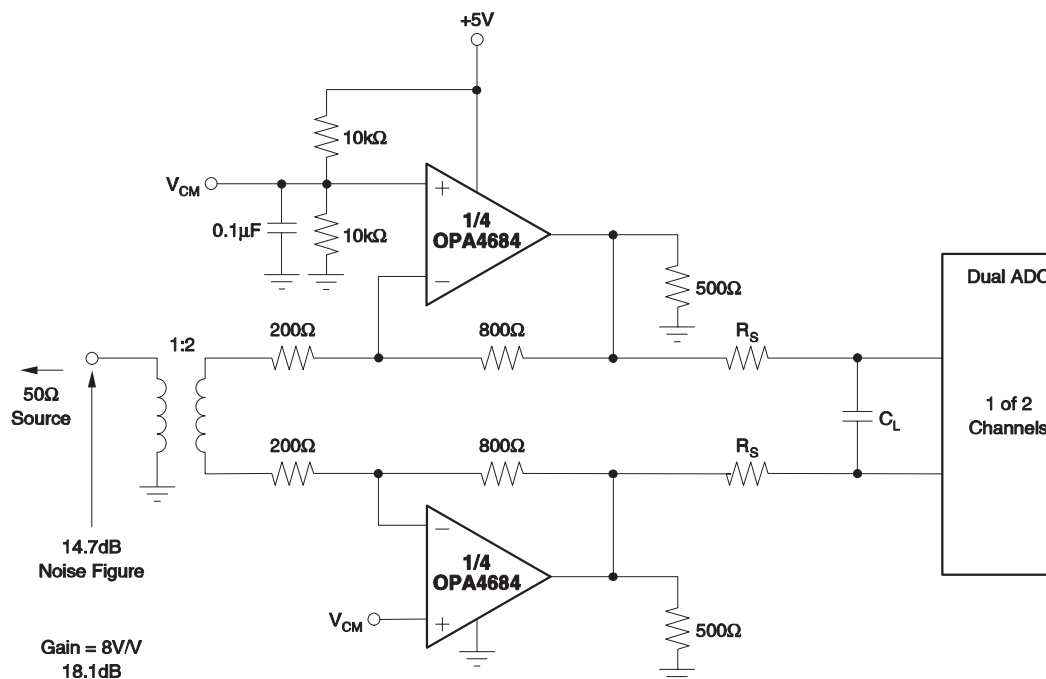 +5V
10kΩ
V_CM
0.1μF
10kΩ
+
1/4
OPA4684
−
500Ω
Dual ADC
1:2
200Ω
800Ω
R_S
50Ω
Source
1 of 2
Channels
C_L
200Ω
800Ω
R_S
14.7dB
Noise Figure
−
1/4
OPA4684
+
V_CM
500Ω
Gain = 8V/V
18.1dB